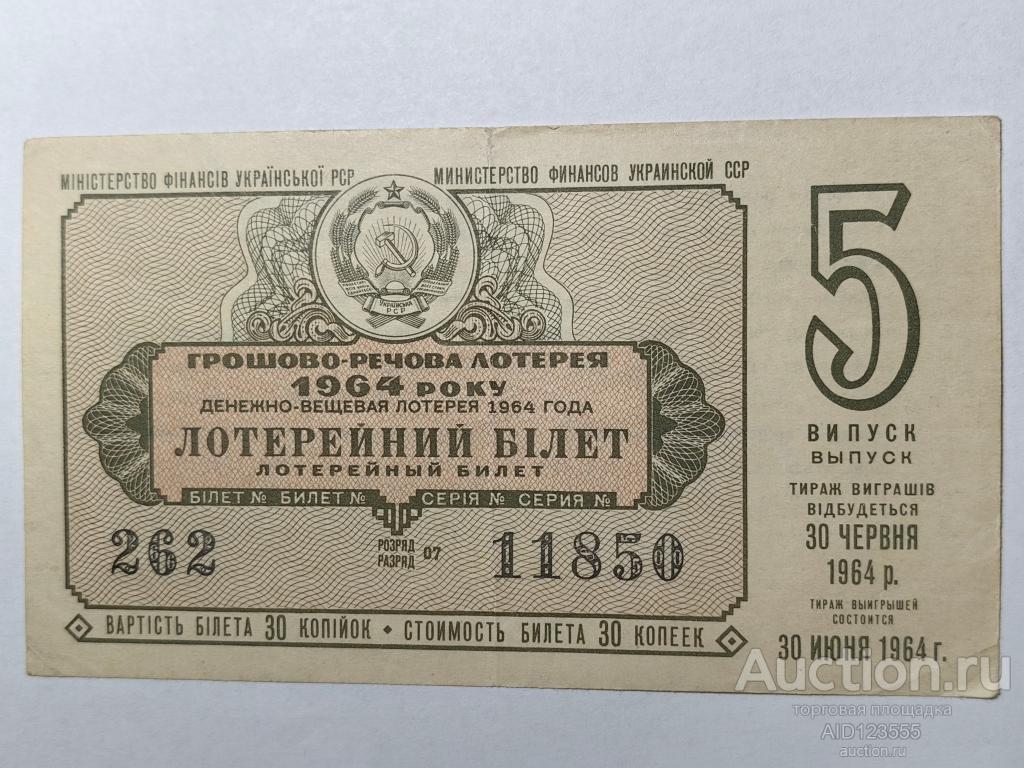 МІНІСТЕРСТВО ФІНАНСІВ УКРАЇНСЬКОЇ РСР
МИНИСТЕРСТВО ФИНАНСОВ УКРАИНСКОЙ ССР
УКРАЇНСЬКА
РСР
ГРОШОВО-РЕЧОВА ЛОТЕРЕЯ
1964 РОКУ
ДЕНЕЖНО-ВЕЩЕВАЯ ЛОТЕРЕЯ 1964 ГОДА
ЛОТЕРЕЙНИЙ БІЛЕТ
ЛОТЕРЕЙНЫЙ БИЛЕТ
БІЛЕТ № БИЛЕТ № СЕРІЯ № СЕРИЯ №
262
РОЗРЯД
РАЗРЯД 07
11850
ВАРТІСТЬ БІЛЕТА 30 КОПІЙОК • СТОИМОСТЬ БИЛЕТА 30 КОПЕЕК
5
ВИПУСК
ВЫПУСК
ТИРАЖ ВИГРАШІВ
ВІДБУДЕТЬСЯ
30 ЧЕРВНЯ
1964 р.
ТИРАЖ ВЫИГРЫШЕЙ
СОСТОИТСЯ
30 ИЮНЯ 1964 г.
Auction.ru
торговая площадка
AID123555
auction.ru